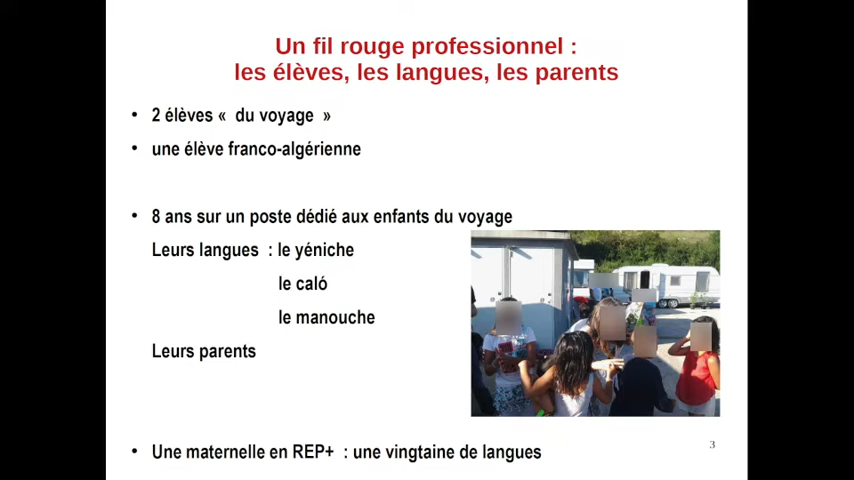 Un fil rouge professionnel :
les élèves, les langues, les parents
• 2 élèves « du voyage »
• une élève franco-algérienne
• 8 ans sur un poste dédié aux enfants du voyage
Leurs langues : le yéniche
le caló
le manouche
Leurs parents
• Une maternelle en REP+ : une vingtaine de langues
3